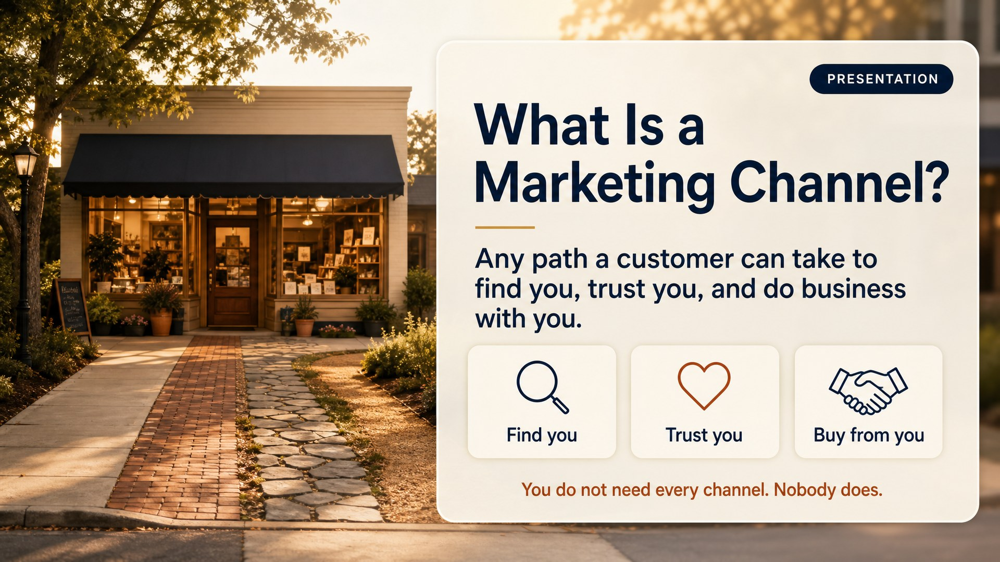 PRESENTATION
What Is a
Marketing Channel?
Any path a customer can take to
find you, trust you, and do business
with you.
Find you
Trust you
Buy from you
You do not need every channel. Nobody does.